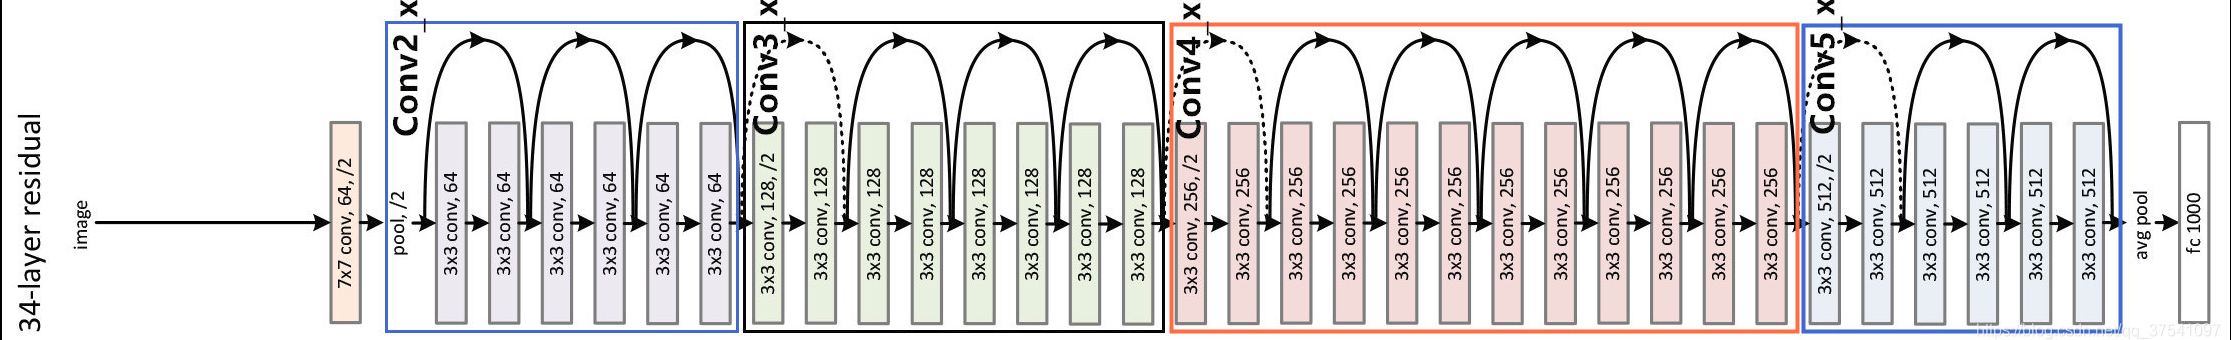 34-layer residual
image
7x7 conv, 64, /2
pool, /2
Conv2_x
3x3 conv, 64
3x3 conv, 64
3x3 conv, 64
3x3 conv, 64
3x3 conv, 64
3x3 conv, 64
Conv3_x
3x3 conv, 128, /2
3x3 conv, 128
3x3 conv, 128
3x3 conv, 128
3x3 conv, 128
3x3 conv, 128
3x3 conv, 128
3x3 conv, 128
Conv4_x
3x3 conv, 256, /2
3x3 conv, 256
3x3 conv, 256
3x3 conv, 256
3x3 conv, 256
3x3 conv, 256
3x3 conv, 256
3x3 conv, 256
3x3 conv, 256
3x3 conv, 256
3x3 conv, 256
3x3 conv, 256
Conv5_x
3x3 conv, 512, /2
3x3 conv, 512
3x3 conv, 512
3x3 conv, 512
3x3 conv, 512
3x3 conv, 512
avg pool
fc 1000
https://blog.csdn.net/qq_37541097